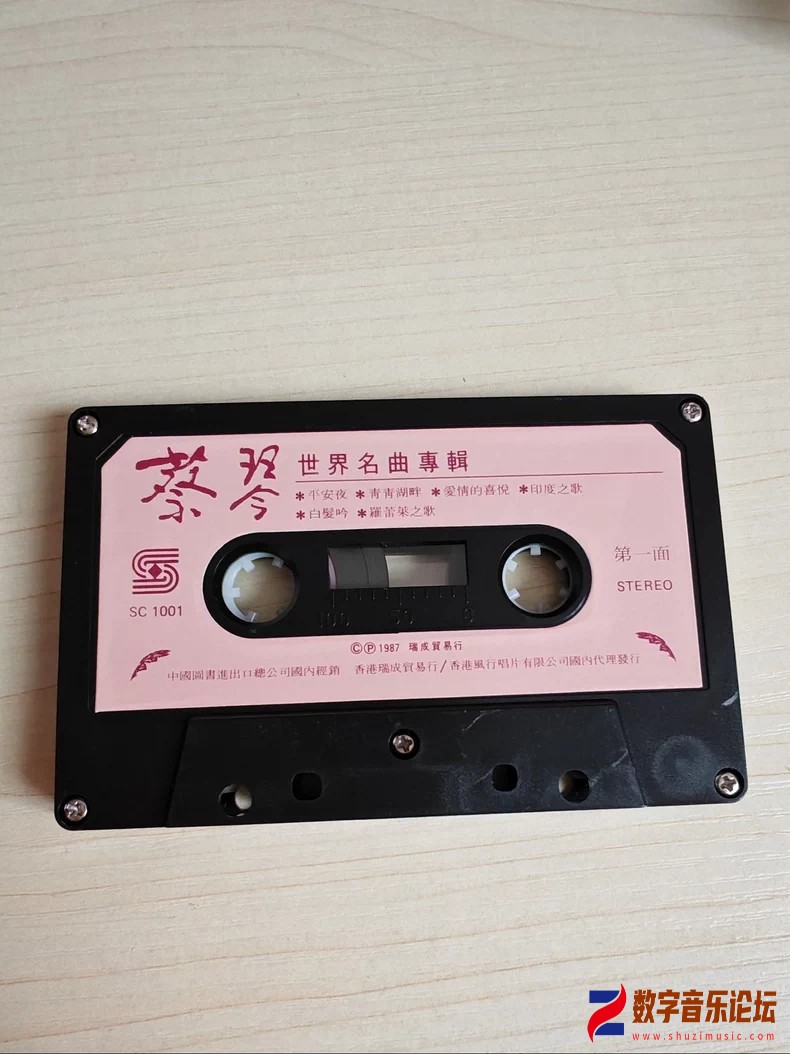 蔡琴 世界名曲專輯
*平安夜 *青青湖畔 *愛情的喜悅 *印度之歌
*白髮吟 *羅蕾萊之歌
第一面
STEREO
SC 1001
100 50 0
©℗1987 瑞成貿易行
中國圖書進出口總公司國內經銷 香港瑞成貿易行/香港風行唱片有限公司國內代理發行
数字音乐论坛
www.shuzimusic.com